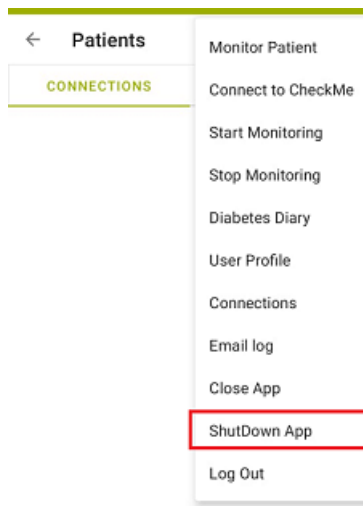 Patients
CONNECTIONS
Monitor Patient
Connect to CheckMe
Start Monitoring
Stop Monitoring
Diabetes Diary
User Profile
Connections
Email log
Close App
ShutDown App
Log Out